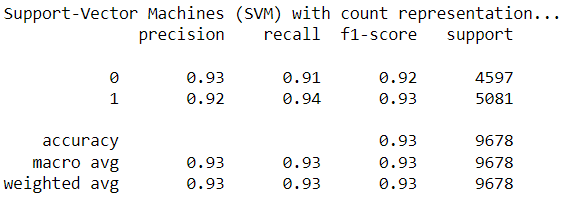 Support-Vector Machines (SVM) with count representation...
precision recall f1-score support
0 0.93 0.91 0.92 4597
1 0.92 0.94 0.93 5081
accuracy 0.93 9678
macro avg 0.93 0.93 0.93 9678
weighted avg 0.93 0.93 0.93 9678